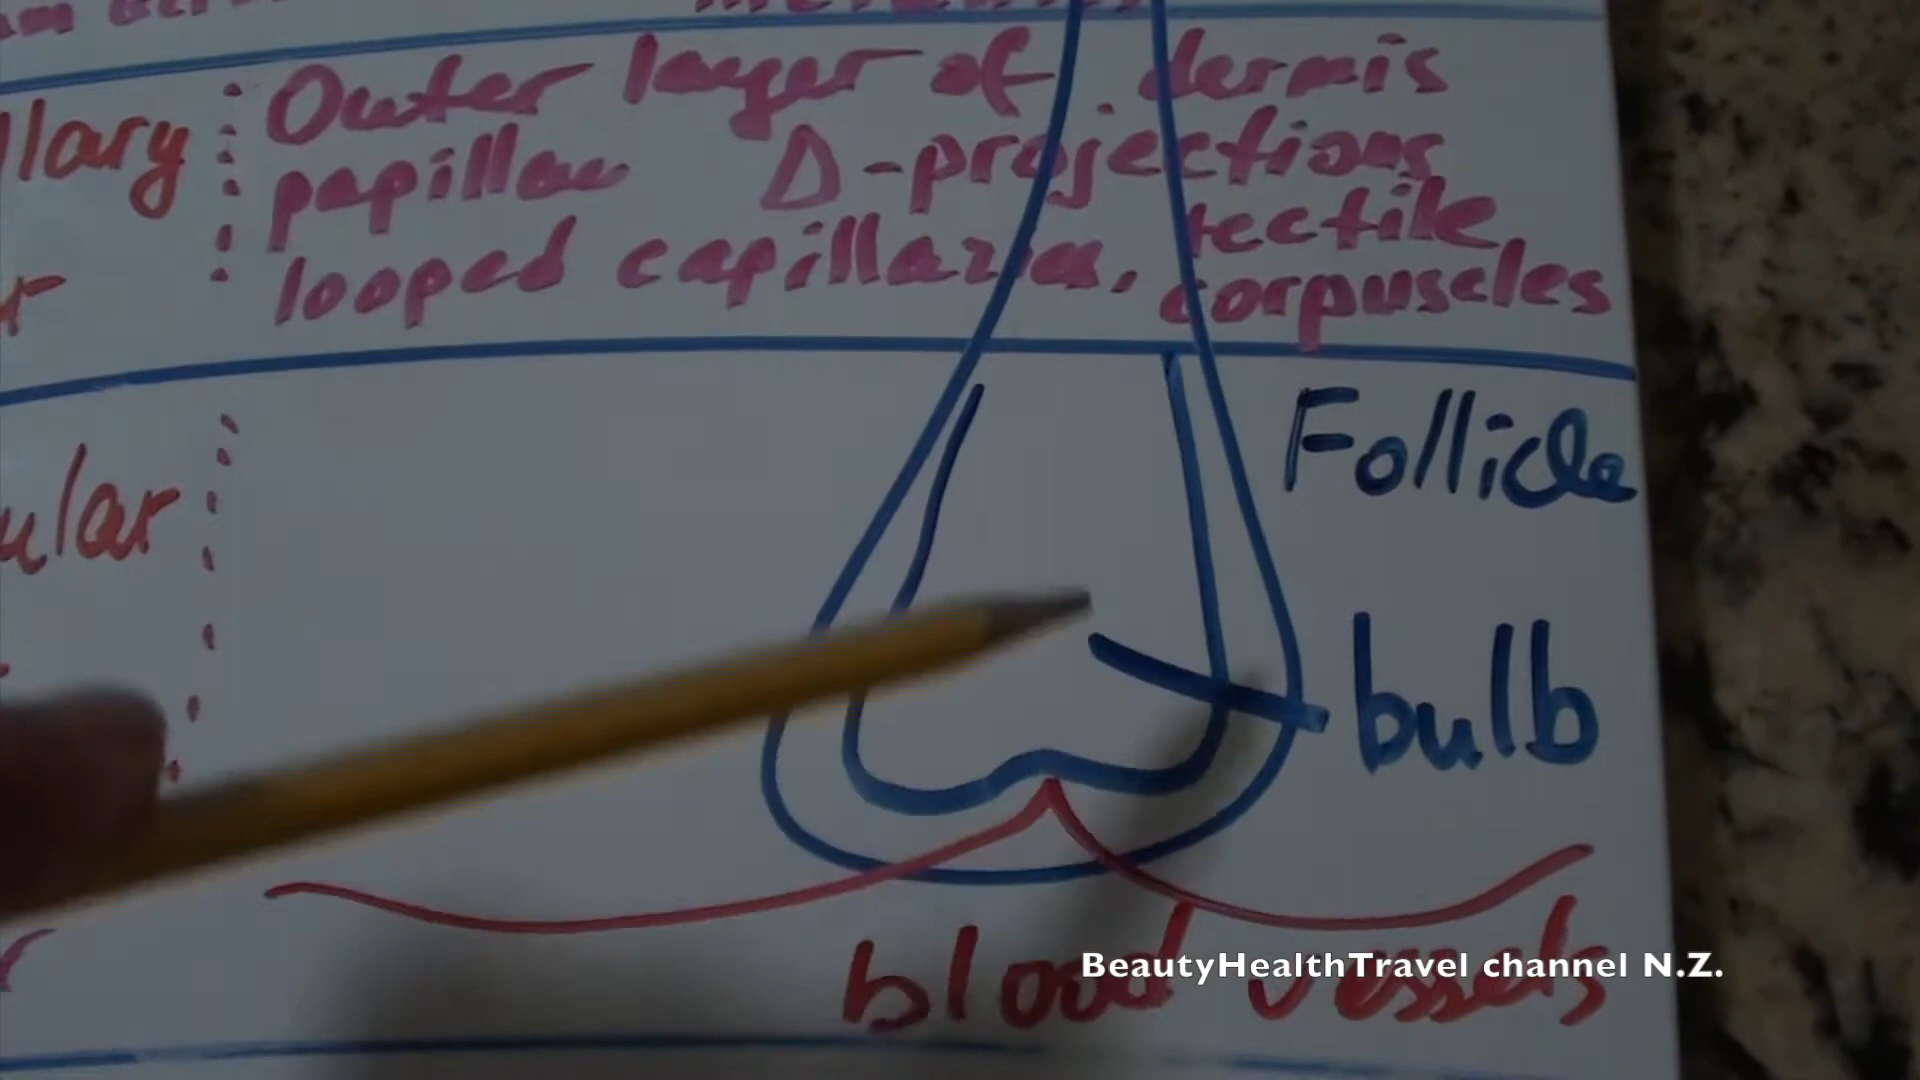 Outer layer of dermis
llary
papillae Δ-projections
looped capillaries, tectile
corpuscles
Follicle
ular
bulb
blood vessels
BeautyHealthTravel channel N.Z.